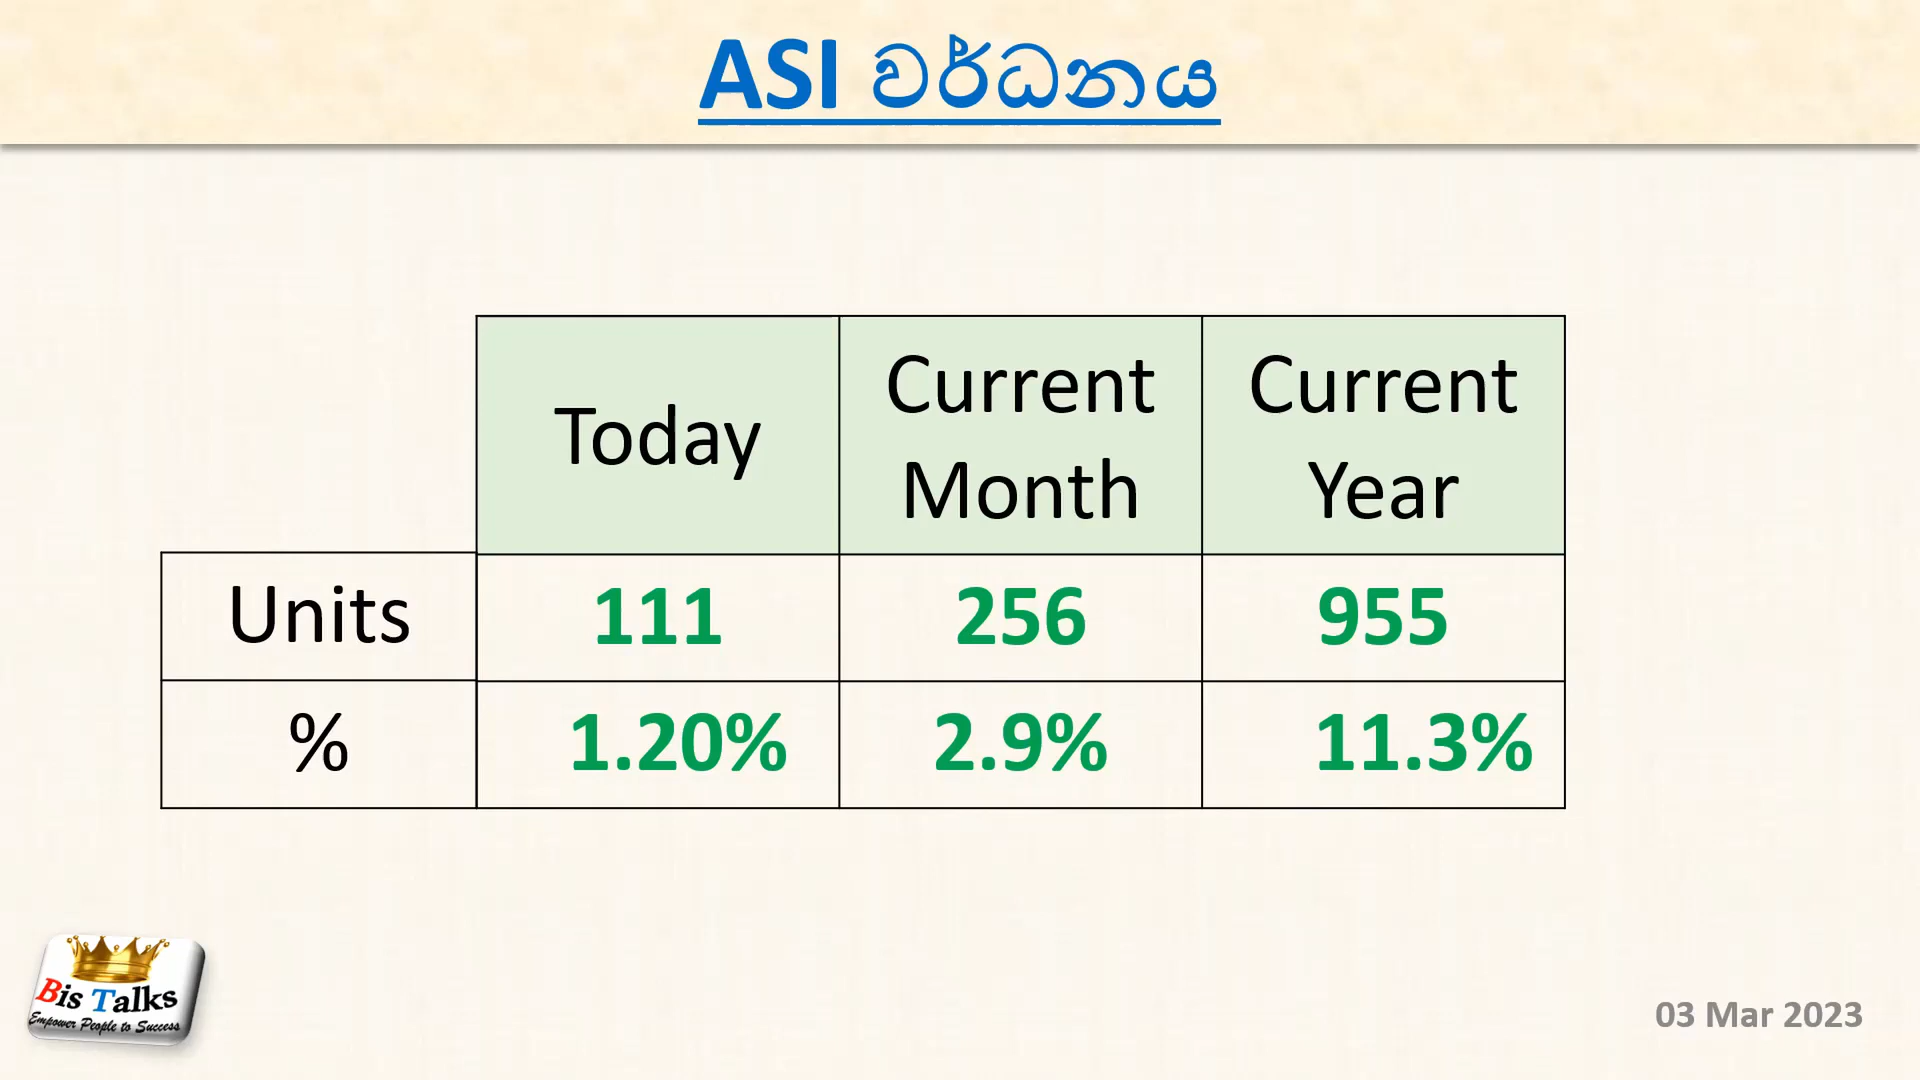 ASI වර්ධනය
Today
Current
Month
Current
Year
Units
111
256
955
%
1.20%
2.9%
11.3%
Bis Talks
Empower People to Success
03 Mar 2023